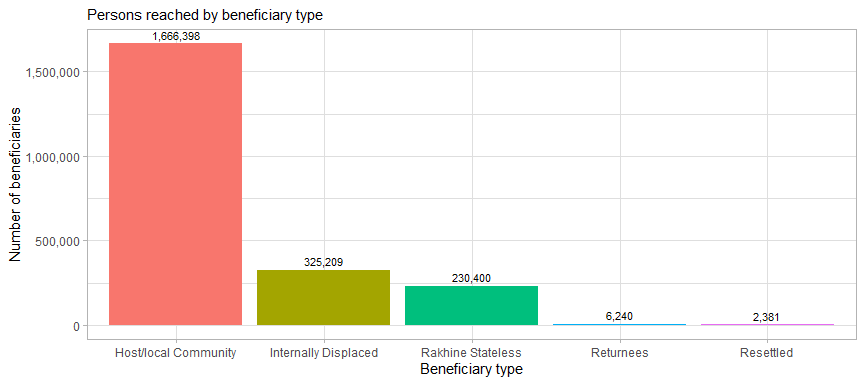 Persons reached by beneficiary type
Number of beneficiaries
1,500,000
1,000,000
500,000
0
1,666,398
325,209
230,400
6,240
2,381
Host/local Community
Internally Displaced
Rakhine Stateless
Returnees
Resettled
Beneficiary type